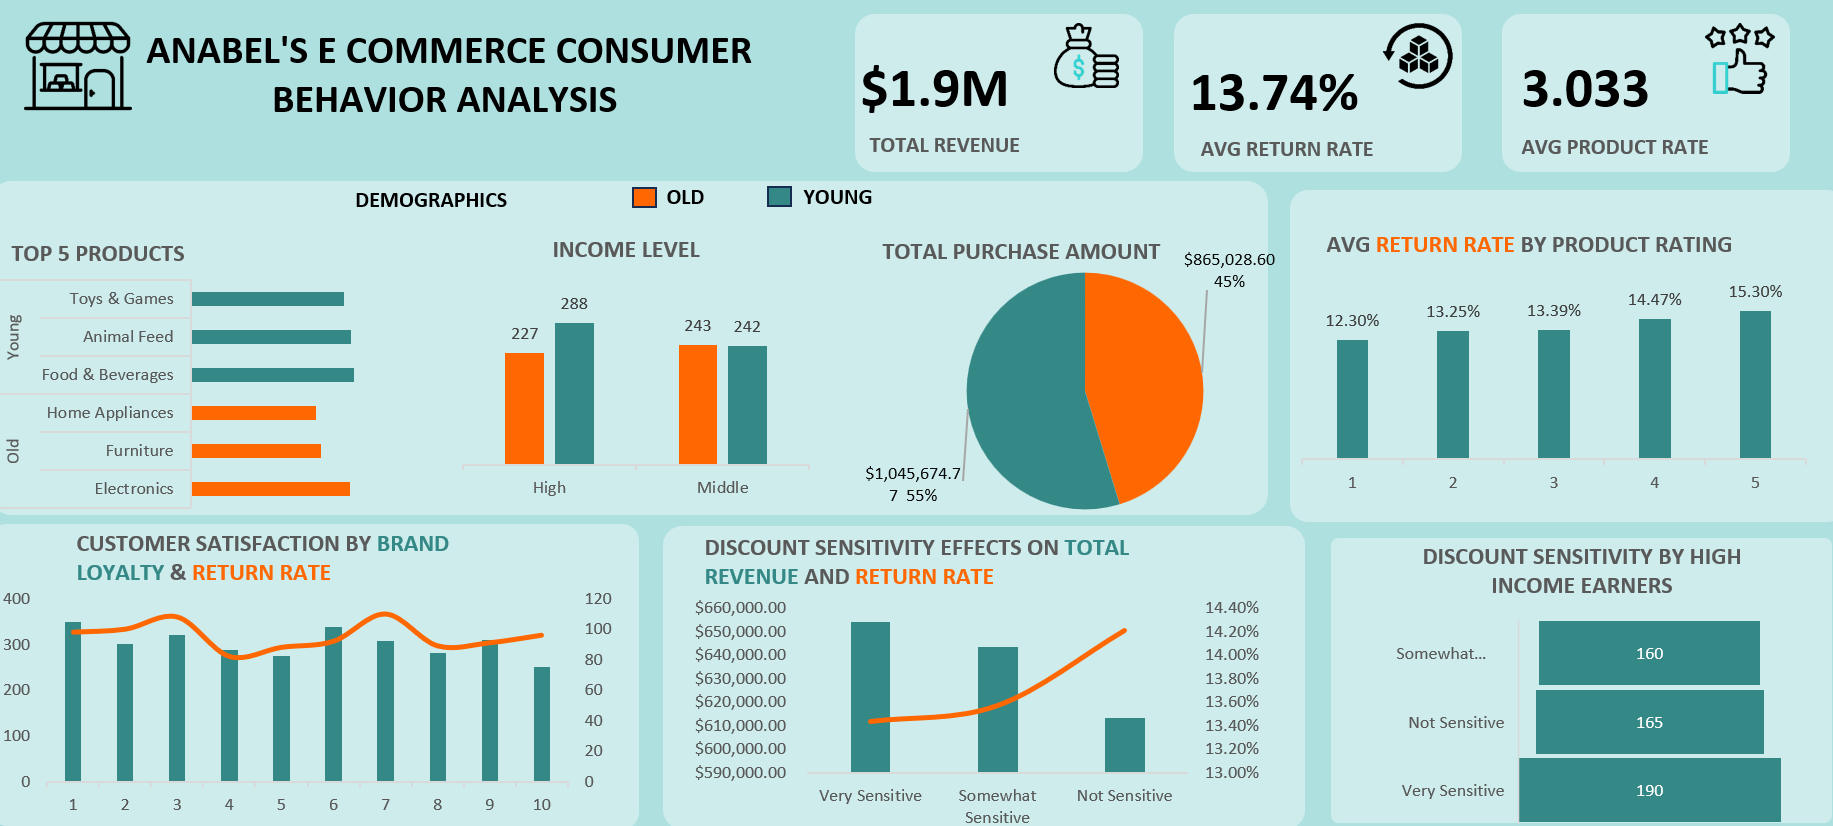 ANABEL'S E COMMERCE CONSUMER
BEHAVIOR ANALYSIS
$1.9M
TOTAL REVENUE
$
13.74%
AVG RETURN RATE
3.033
AVG PRODUCT RATE
DEMOGRAPHICS
OLD
YOUNG
TOP 5 PRODUCTS
Young
Toys & Games
Animal Feed
Food & Beverages
Old
Home Appliances
Furniture
Electronics
INCOME LEVEL
227
288
243
242
High
Middle
TOTAL PURCHASE AMOUNT
$865,028.60
45%
$1,045,674.7
7 55%
AVG RETURN RATE BY PRODUCT RATING
12.30%
13.25%
13.39%
14.47%
15.30%
1
2
3
4
5
CUSTOMER SATISFACTION BY BRAND
LOYALTY & RETURN RATE
400
300
200
100
0
120
100
80
60
40
20
0
1
2
3
4
5
6
7
8
9
10
DISCOUNT SENSITIVITY EFFECTS ON TOTAL
REVENUE AND RETURN RATE
$660,000.00
$650,000.00
$640,000.00
$630,000.00
$620,000.00
$610,000.00
$600,000.00
$590,000.00
14.40%
14.20%
14.00%
13.80%
13.60%
13.40%
13.20%
13.00%
Very Sensitive
Somewhat
Sensitive
Not Sensitive
DISCOUNT SENSITIVITY BY HIGH
INCOME EARNERS
Somewhat...
160
Not Sensitive
165
Very Sensitive
190